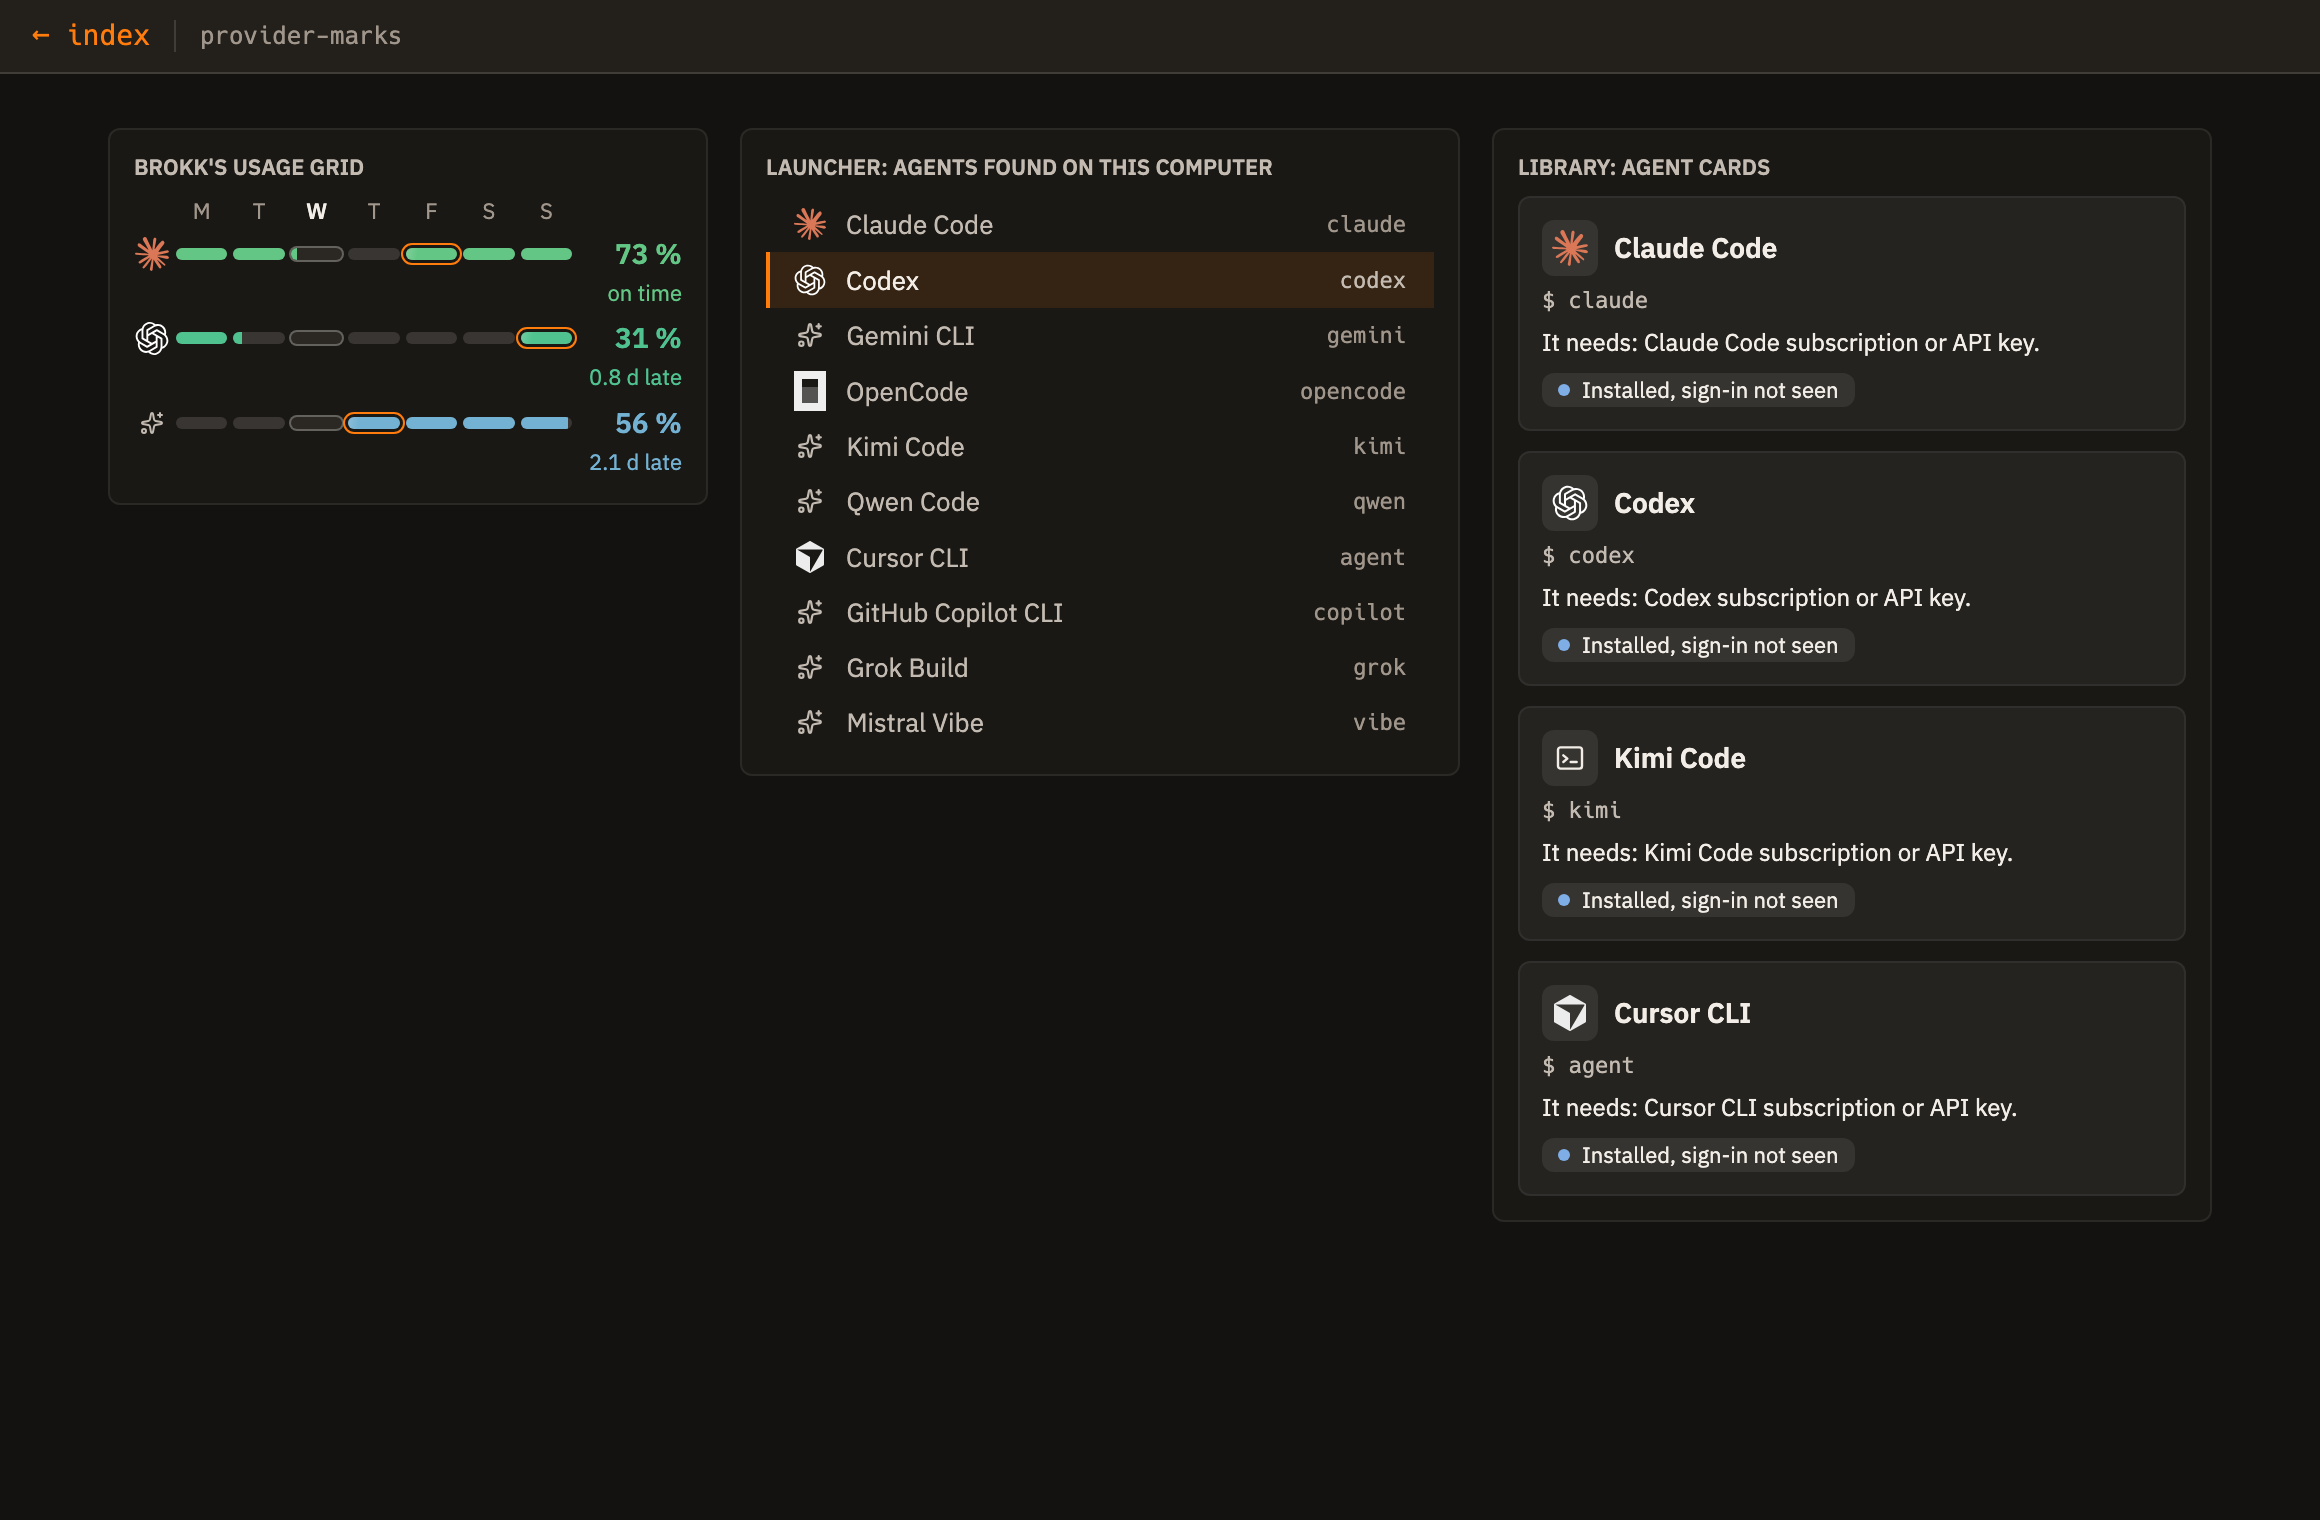 ← index
provider-marks
BROKK'S USAGE GRID
M T W T F S S
73 %
on time
31 %
0.8 d late
56 %
2.1 d late
LAUNCHER: AGENTS FOUND ON THIS COMPUTER
Claude Code claude
Codex codex
Gemini CLI gemini
OpenCode opencode
Kimi Code kimi
Qwen Code qwen
Cursor CLI agent
GitHub Copilot CLI copilot
Grok Build grok
Mistral Vibe vibe
LIBRARY: AGENT CARDS
Claude Code
$ claude
It needs: Claude Code subscription or API key.
Installed, sign-in not seen
Codex
$ codex
It needs: Codex subscription or API key.
Installed, sign-in not seen
Kimi Code
$ kimi
It needs: Kimi Code subscription or API key.
Installed, sign-in not seen
Cursor CLI
$ agent
It needs: Cursor CLI subscription or API key.
Installed, sign-in not seen